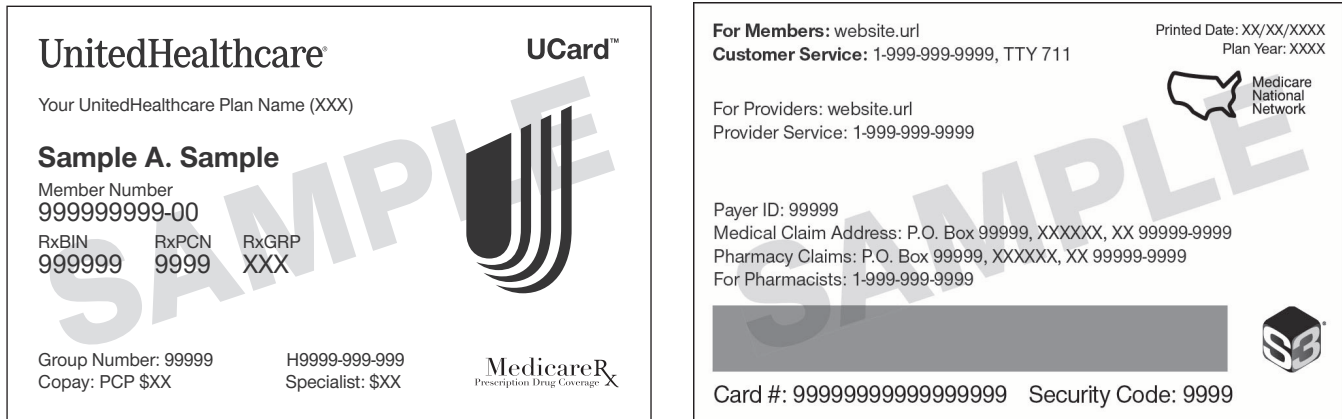 UnitedHealthcare®
UCard™
Your UnitedHealthcare Plan Name (XXX)
Sample A. Sample
Member Number
999999999-00
RxBIN RxPCN RxGRP
999999 9999 XXX
Group Number: 99999 H9999-999-999
Copay: PCP $XX Specialist: $XX
MedicareRx
Prescription Drug Coverage
SAMPLE
For Members: website.url
Customer Service: 1-999-999-9999, TTY 711
Printed Date: XX/XX/XXXX
Plan Year: XXXX
Medicare
National
Network
For Providers: website.url
Provider Service: 1-999-999-9999
Payer ID: 99999
Medical Claim Address: P.O. Box 99999, XXXXXX, XX 99999-9999
Pharmacy Claims: P.O. Box 99999, XXXXXX, XX 99999-9999
For Pharmacists: 1-999-999-9999
S3®
Card #: 99999999999999999 Security Code: 9999
SAMPLE